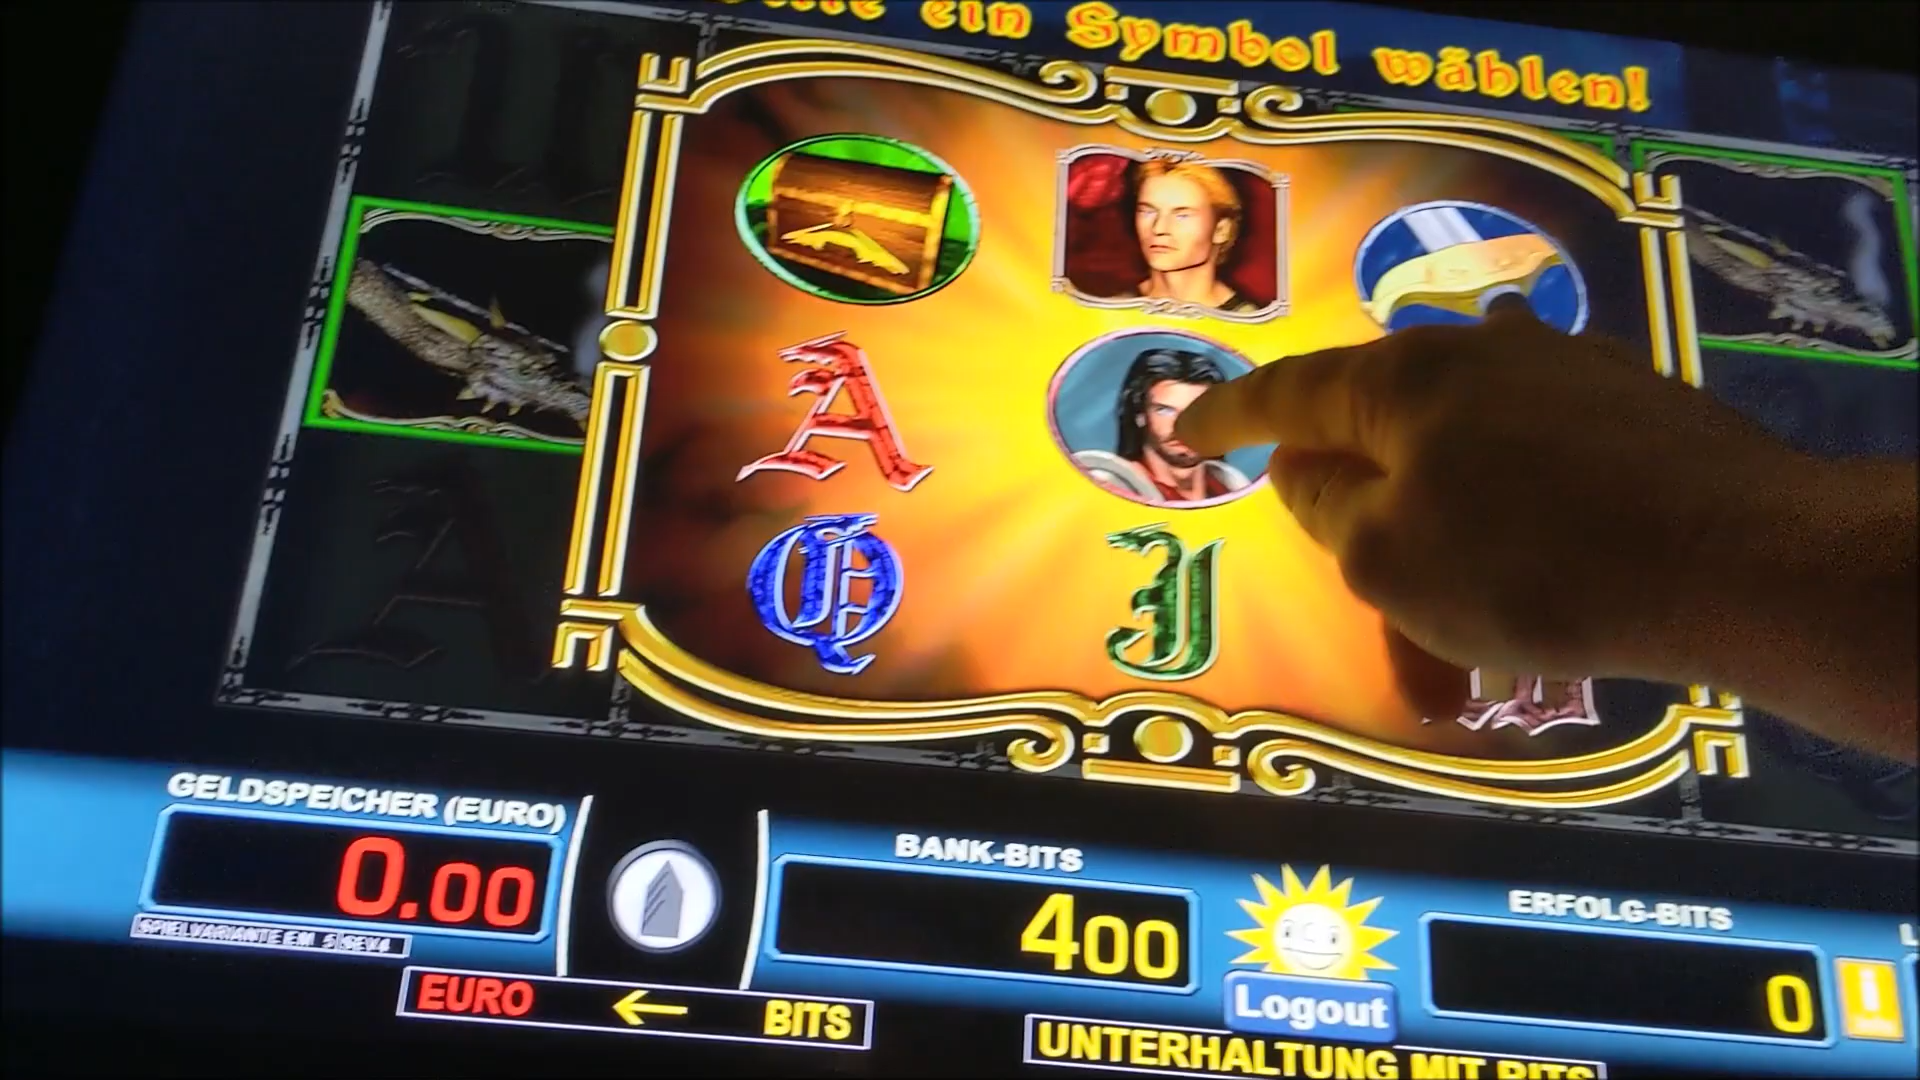 ein Symbol wählen!
A
Q J
GELDSPEICHER (EURO)
0.00
BANK-BITS
400
ERFOLG-BITS
0
Logout
i
EURO ← BITS
UNTERHALTUNG MIT BITS